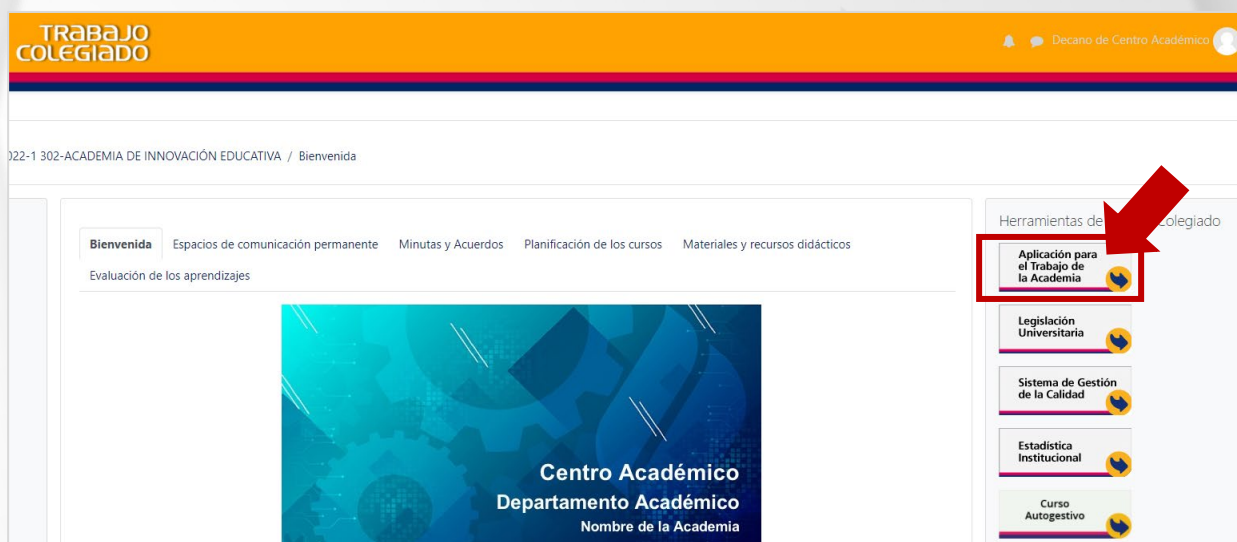 TRABAJO
COLEGIADO
Decano de Centro Académico
022-1 302-ACADEMIA DE INNOVACIÓN EDUCATIVA / Bienvenida
Bienvenida Espacios de comunicación permanente Minutas y Acuerdos Planificación de los cursos Materiales y recursos didácticos
Evaluación de los aprendizajes
Centro Académico
Departamento Académico
Nombre de la Academia
Herramientas de Colegiado
Aplicación para
el Trabajo de
la Academia
Legislación
Universitaria
Sistema de Gestión
de la Calidad
Estadística
Institucional
Curso
Autogestivo